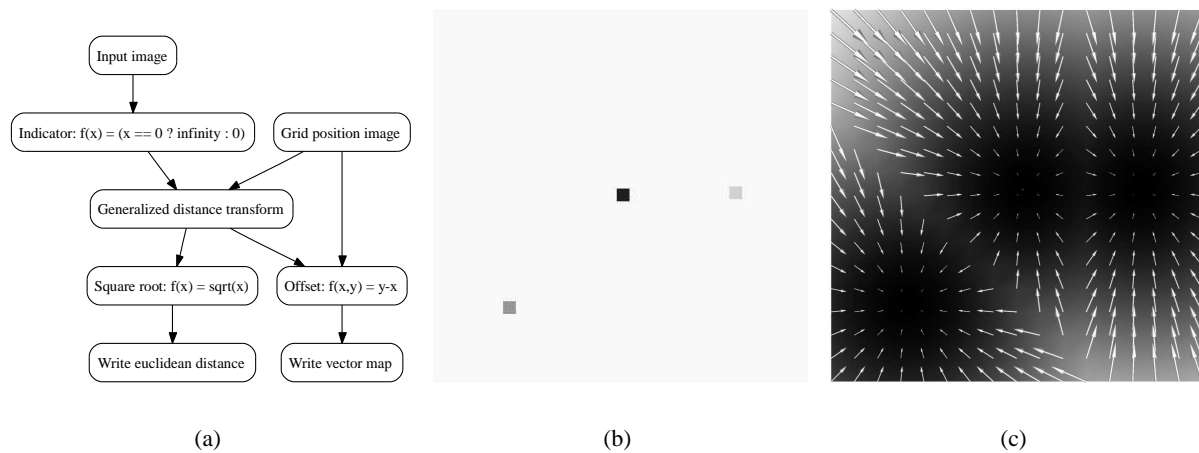 Input image
Indicator: f(x) = (x == 0 ? infinity : 0)
Grid position image
Generalized distance transform
Square root: f(x) = sqrt(x)
Offset: f(x,y) = y-x
Write euclidean distance
Write vector map
(a)
(b)
(c)